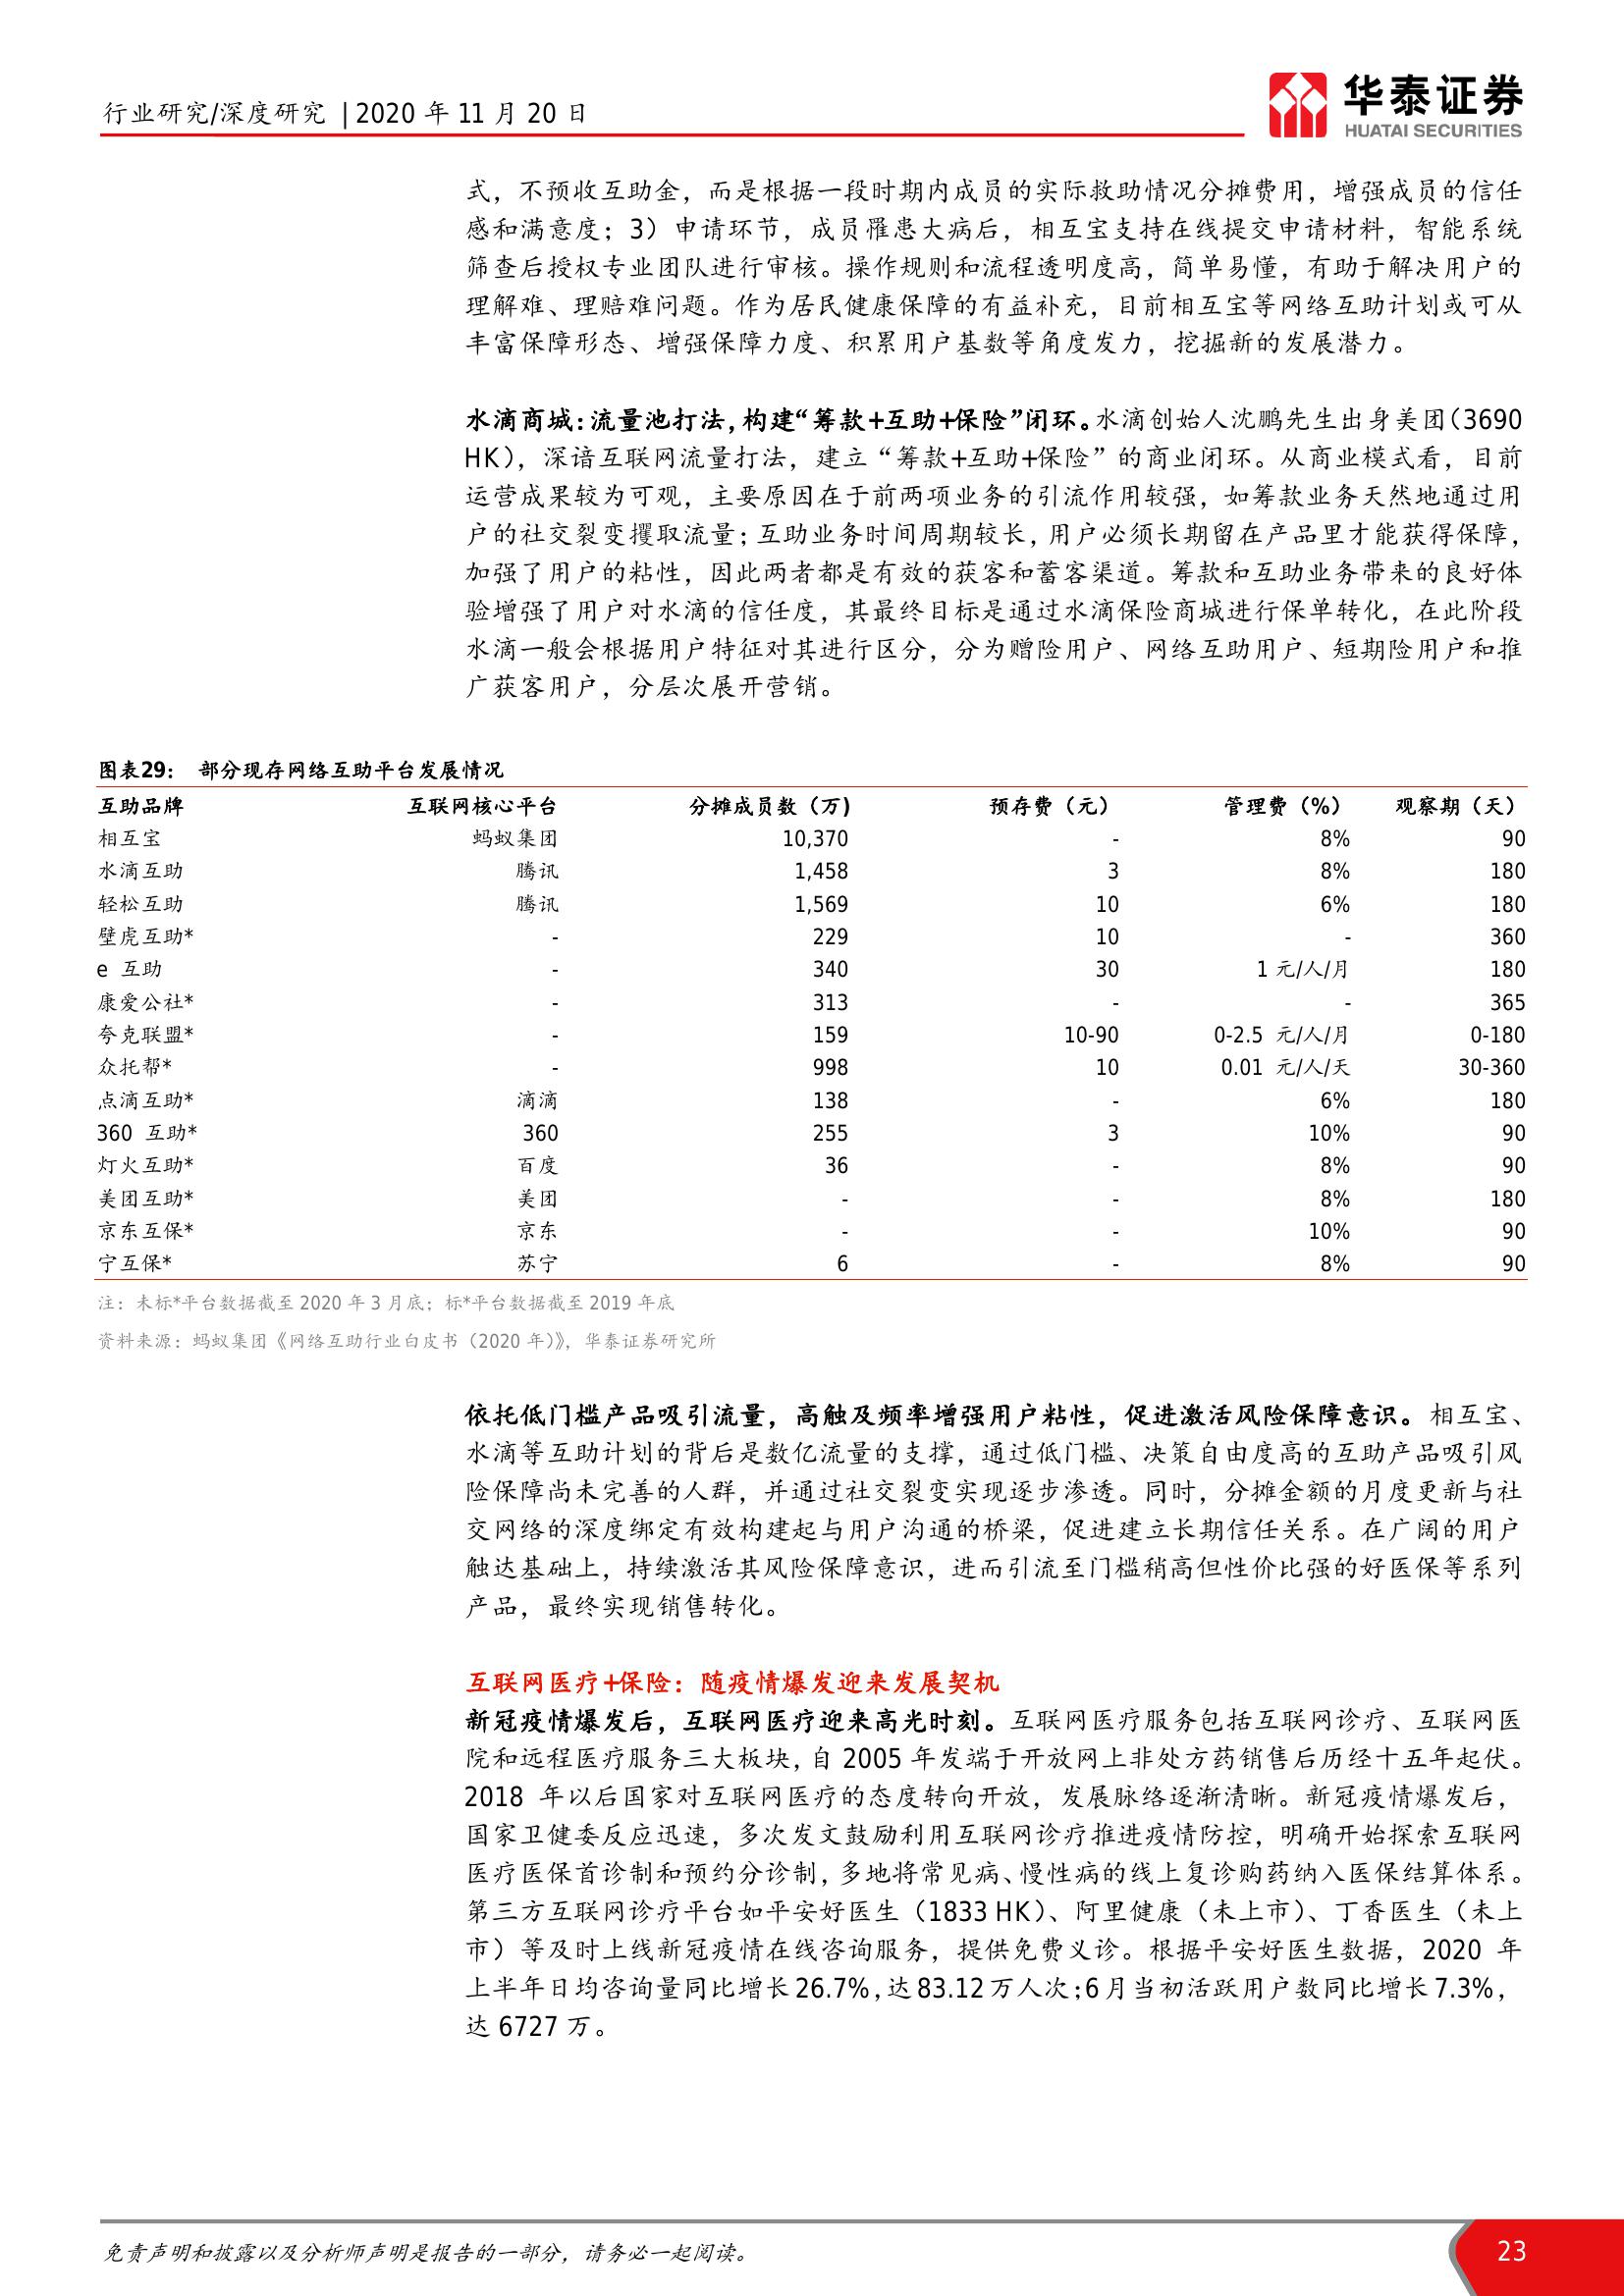 行业研究/深度研究 | 2020 年 11 月 20 日
华泰证券
HUATAI SECURITIES
式，不预收互助金，而是根据一段时期内成员的实际救助情况分摊费用，增强成员的信任
感和满意度；3）申请环节，成员罹患大病后，相互宝支持在线提交申请材料，智能系统
筛查后授权专业团队进行审核。操作规则和流程透明度高，简单易懂，有助于解决用户的
理解难、理赔难问题。作为居民健康保障的有益补充，目前相互宝等网络互助计划或可从
丰富保障形态、增强保障力度、积累用户基数等角度发力，挖掘新的发展潜力。
水滴商城：流量池打法，构建“筹款+互助+保险”闭环。水滴创始人沈鹏先生出身美团（3690
HK），深谙互联网流量打法，建立“筹款+互助+保险”的商业闭环。从商业模式看，目前
运营成果较为可观，主要原因在于前两项业务的引流作用较强，如筹款业务天然地通过用
户的社交裂变攫取流量；互助业务时间周期较长，用户必须长期留在产品里才能获得保障，
加强了用户的粘性，因此两者都是有效的获客和蓄客渠道。筹款和互助业务带来的良好体
验增强了用户对水滴的信任度，其最终目标是通过水滴保险商城进行保单转化，在此阶段
水滴一般会根据用户特征对其进行区分，分为赠险用户、网络互助用户、短期险用户和推
广获客用户，分层次展开营销。
图表29： 部分现存网络互助平台发展情况
互助品牌 互联网核心平台 分摊成员数（万） 预存费（元） 管理费（%） 观察期（天）
相互宝 蚂蚁集团 10,370 - 8% 90
水滴互助 腾讯 1,458 3 8% 180
轻松互助 腾讯 1,569 10 6% 180
壁虎互助* - 229 10 - 360
e 互助 - 340 30 1 元/人/月 180
康爱公社* - 313 - - 365
夸克联盟* - 159 10-90 0-2.5 元/人/月 0-180
众托帮* - 998 10 0.01 元/人/天 30-360
点滴互助* 滴滴 138 - 6% 180
360 互助* 360 255 3 10% 90
灯火互助* 百度 36 - 8% 90
美团互助* 美团 - - 8% 180
京东互保* 京东 - - 10% 90
宁互保* 苏宁 6 - 8% 90
注：未标*平台数据截至 2020 年 3 月底；标*平台数据截至 2019 年底
资料来源：蚂蚁集团《网络互助行业白皮书（2020 年）》，华泰证券研究所
依托低门槛产品吸引流量，高触及频率增强用户粘性，促进激活风险保障意识。相互宝、
水滴等互助计划的背后是数亿流量的支撑，通过低门槛、决策自由度高的互助产品吸引风
险保障尚未完善的人群，并通过社交裂变实现逐步渗透。同时，分摊金额的月度更新与社
交网络的深度绑定有效构建起与用户沟通的桥梁，促进建立长期信任关系。在广阔的用户
触达基础上，持续激活其风险保障意识，进而引流至门槛稍高但性价比强的好医保等系列
产品，最终实现销售转化。
互联网医疗+保险：随疫情爆发迎来发展契机
新冠疫情爆发后，互联网医疗迎来高光时刻。互联网医疗服务包括互联网诊疗、互联网医
院和远程医疗服务三大板块，自 2005 年发端于开放网上非处方药销售后历经十五年起伏。
2018 年以后国家对互联网医疗的态度转向开放，发展脉络逐渐清晰。新冠疫情爆发后，
国家卫健委反应迅速，多次发文鼓励利用互联网诊疗推进疫情防控，明确开始探索互联网
医疗医保首诊制和预约分诊制，多地将常见病、慢性病的线上复诊购药纳入医保结算体系。
第三方互联网诊疗平台如平安好医生（1833 HK）、阿里健康（未上市）、丁香医生（未上
市）等及时上线新冠疫情在线咨询服务，提供免费义诊。根据平安好医生数据，2020 年
上半年日均咨询量同比增长 26.7%，达 83.12 万人次；6 月当初活跃用户数同比增长 7.3%，
达 6727 万。
免责声明和披露以及分析师声明是报告的一部分，请务必一起阅读。
23